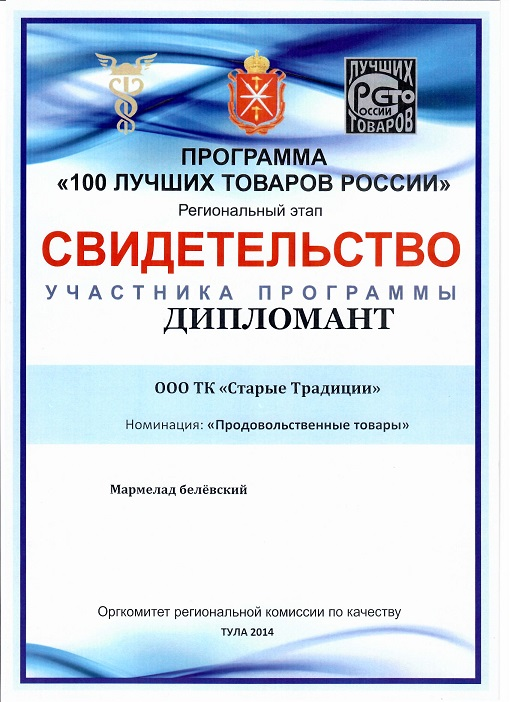 ЛУЧШИХ
СТО
РОССИИ
ТОВАРОВ
ПРОГРАММА
«100 ЛУЧШИХ ТОВАРОВ РОССИИ»
Региональный этап
СВИДЕТЕЛЬСТВО
УЧАСТНИКА ПРОГРАММЫ
ДИПЛОМАНТ
ООО ТК «Старые Традиции»
Номинация: «Продовольственные товары»
Мармелад белёвский
Оргкомитет региональной комиссии по качеству
ТУЛА 2014